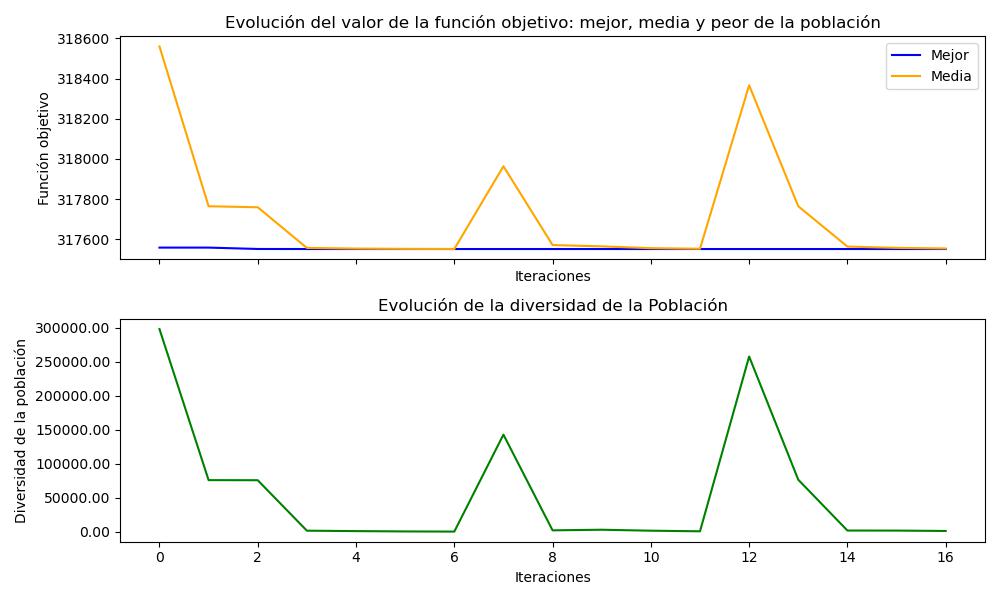 Evolución del valor de la función objetivo: mejor, media y peor de la población
318600
318400
318200
318000
317800
317600
Función objetivo
Mejor
Media
Iteraciones
Evolución de la diversidad de la Población
300000.00
250000.00
200000.00
150000.00
100000.00
50000.00
0.00
Diversidad de la población
0 2 4 6 8 10 12 14 16
Iteraciones